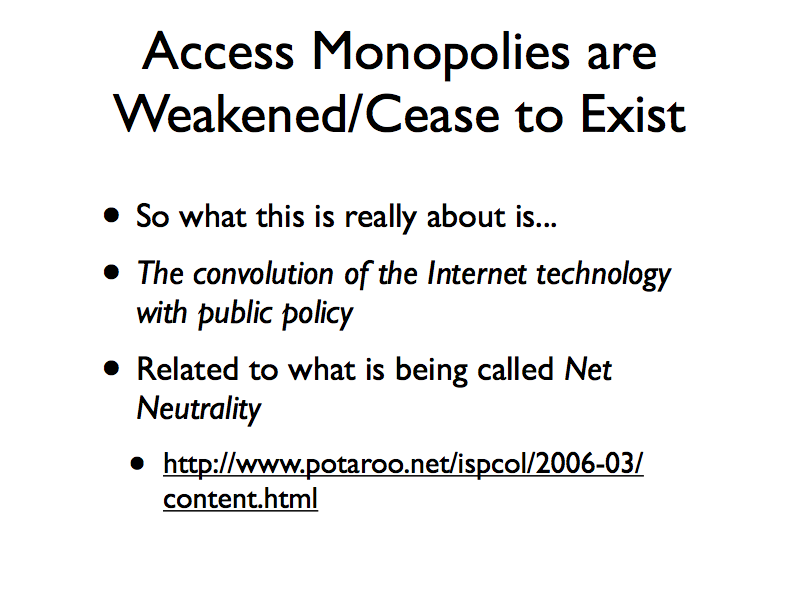 Access Monopolies are
Weakened/Cease to Exist
• So what this is really about is...
• The convolution of the Internet technology
with public policy
• Related to what is being called Net
Neutrality
• http://www.potaroo.net/ispcol/2006-03/
content.html